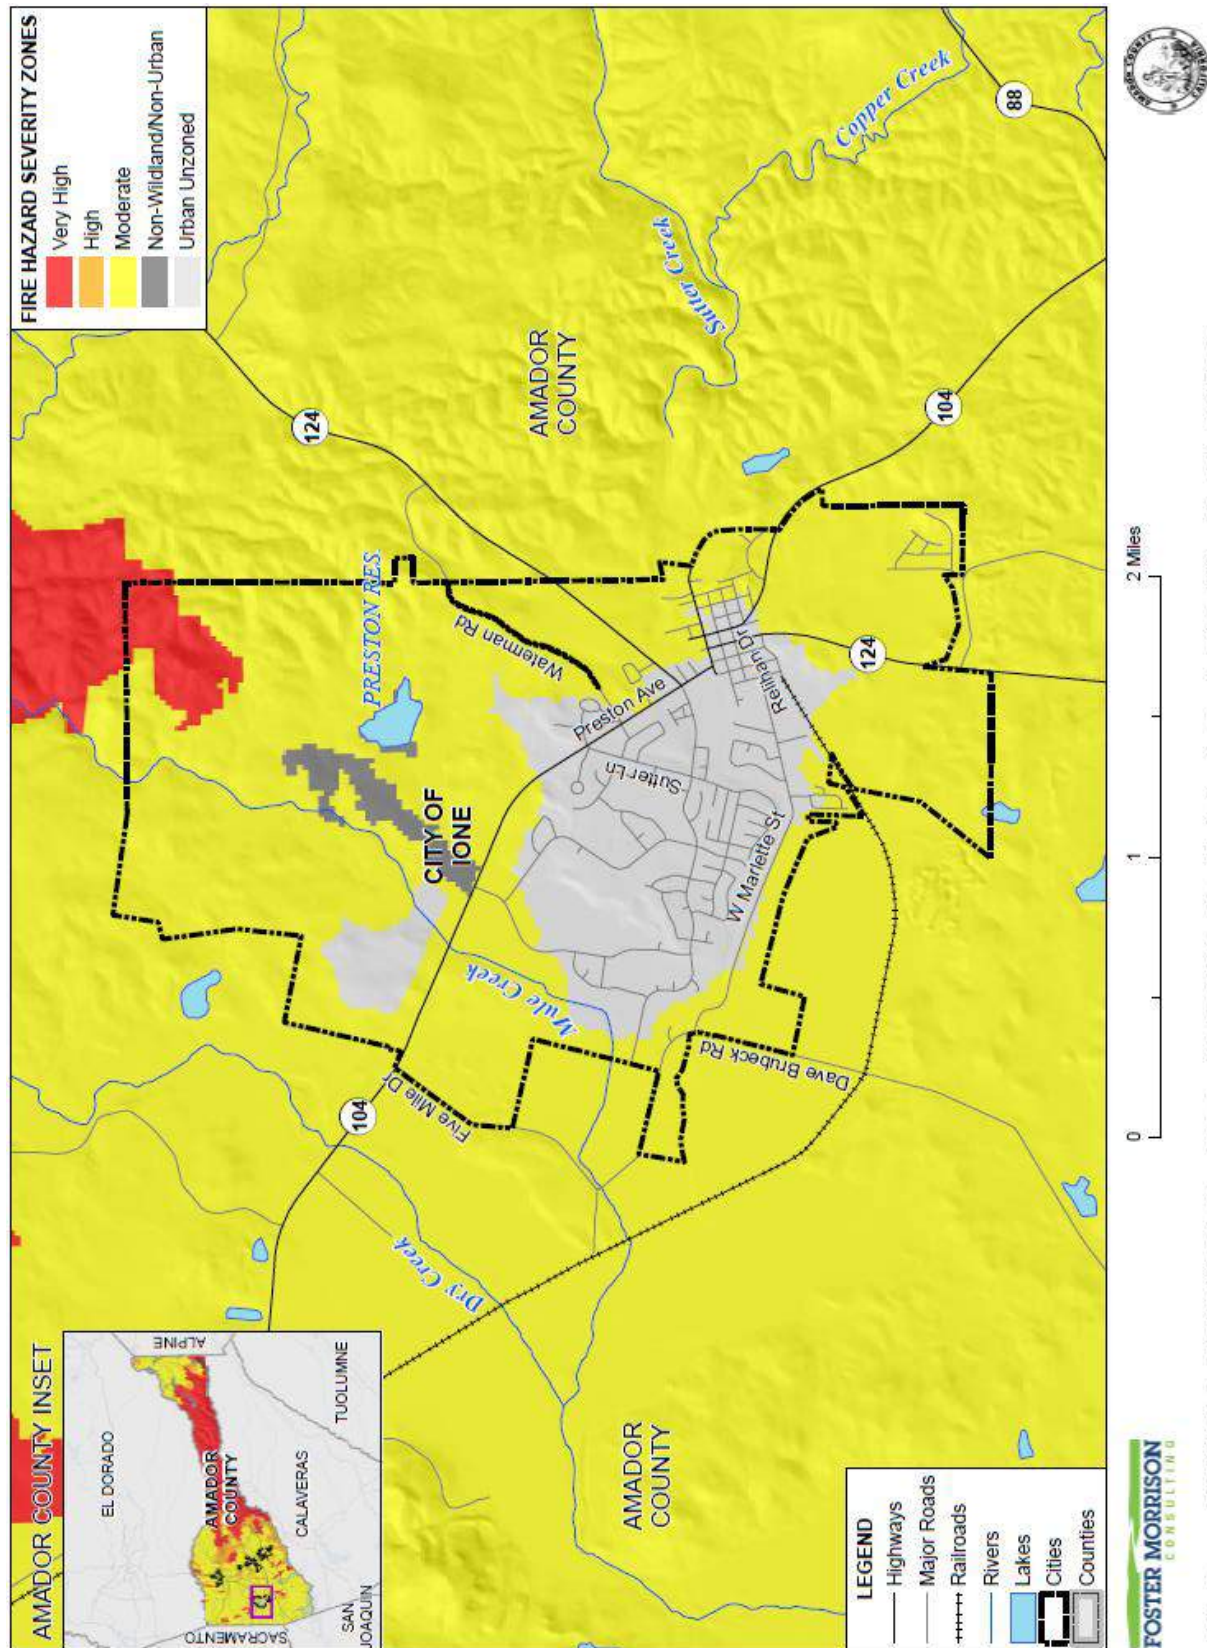 AMADOR COUNTY INSET
EL DORADO
ALPINE
AMADOR
COUNTY
SACRAMENTO
CALAVERAS
TUOLUMNE
SAN
JOAQUIN
FIRE HAZARD SEVERITY ZONES
Very High
High
Moderate
Non-Wildland/Non-Urban
Urban Unzoned
124
PRESTON RES.
104
Five Mile Dr
CITY OF
IONE
Waterman Rd
Dry Creek
Mule Creek
Preston Ave
Sutter Ln
AMADOR
COUNTY
Sutter Creek
Copper Creek
88
AMADOR
COUNTY
Dave Brubeck Rd
W Marlette St
Relihan Dr
124
104
LEGEND
Highways
Major Roads
Railroads
Rivers
Lakes
Cities
Counties
0
1
2 Miles
FOSTER MORRISON
CONSULTING
AMADOR COUNTY
CALIFORNIA